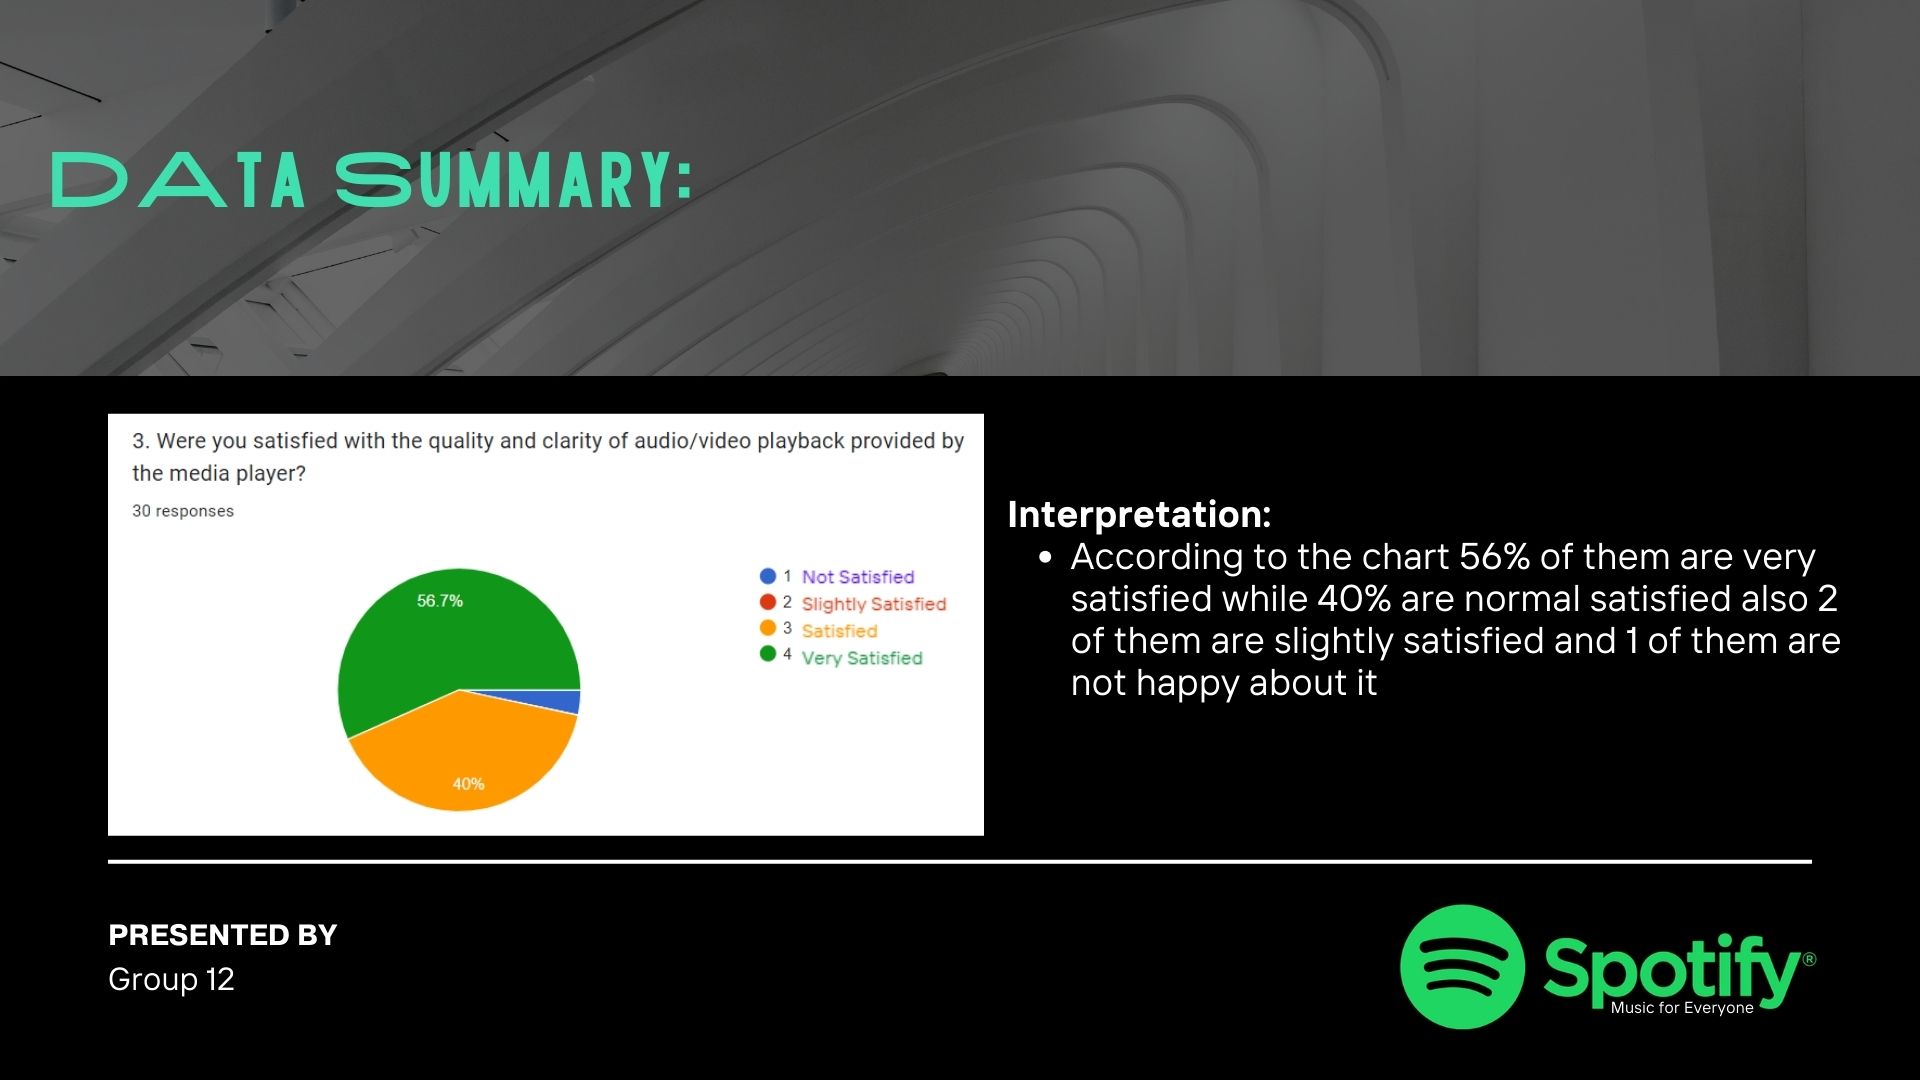 DATA SUMMARY:
3. Were you satisfied with the quality and clarity of audio/video playback provided by
the media player?
30 responses
56.7%
40%
1 Not Satisfied
2 Slightly Satisfied
3 Satisfied
4 Very Satisfied
Interpretation:
• According to the chart 56% of them are very
satisfied while 40% are normal satisfied also 2
of them are slightly satisfied and 1 of them are
not happy about it
PRESENTED BY
Group 12
Spotify®
Music for Everyone